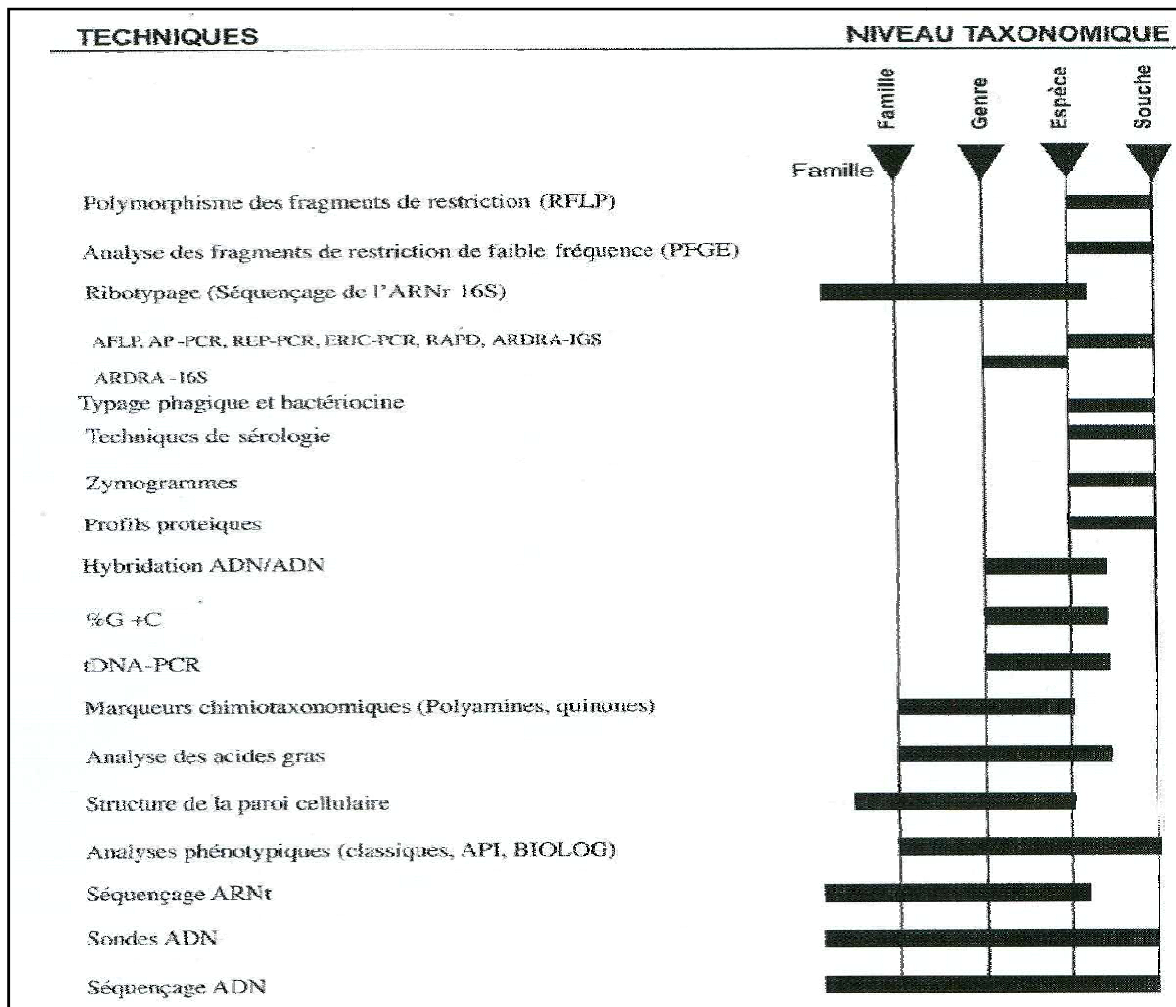 TECHNIQUES
NIVEAU TAXONOMIQUE
Famille
Genre
Espèce
Souche
Famille
Polymorphisme des fragments de restriction (RFLP)
Analyse des fragments de restriction de faible fréquence (PFGE)
Ribotypage (Séquençage de l'ARNr 16S)
AFLP, AP-PCR, REP-PCR, ERIC-PCR, RAPD, ARDRA-IGS
ARDRA -16S
Typage phagique et bactériocine
Techniques de sérologie
Zymogrammes
Profils proteiques
Hybridation ADN/ADN
%G +C
tDNA-PCR
Marqueurs chimiotaxonomiques (Polyamines, quinones)
Analyse des acides gras
Structure de la paroi cellulaire
Analyses phénotypiques (classiques, API, BIOLOG)
Séquençage ARNt
Sondes ADN
Séquençage ADN